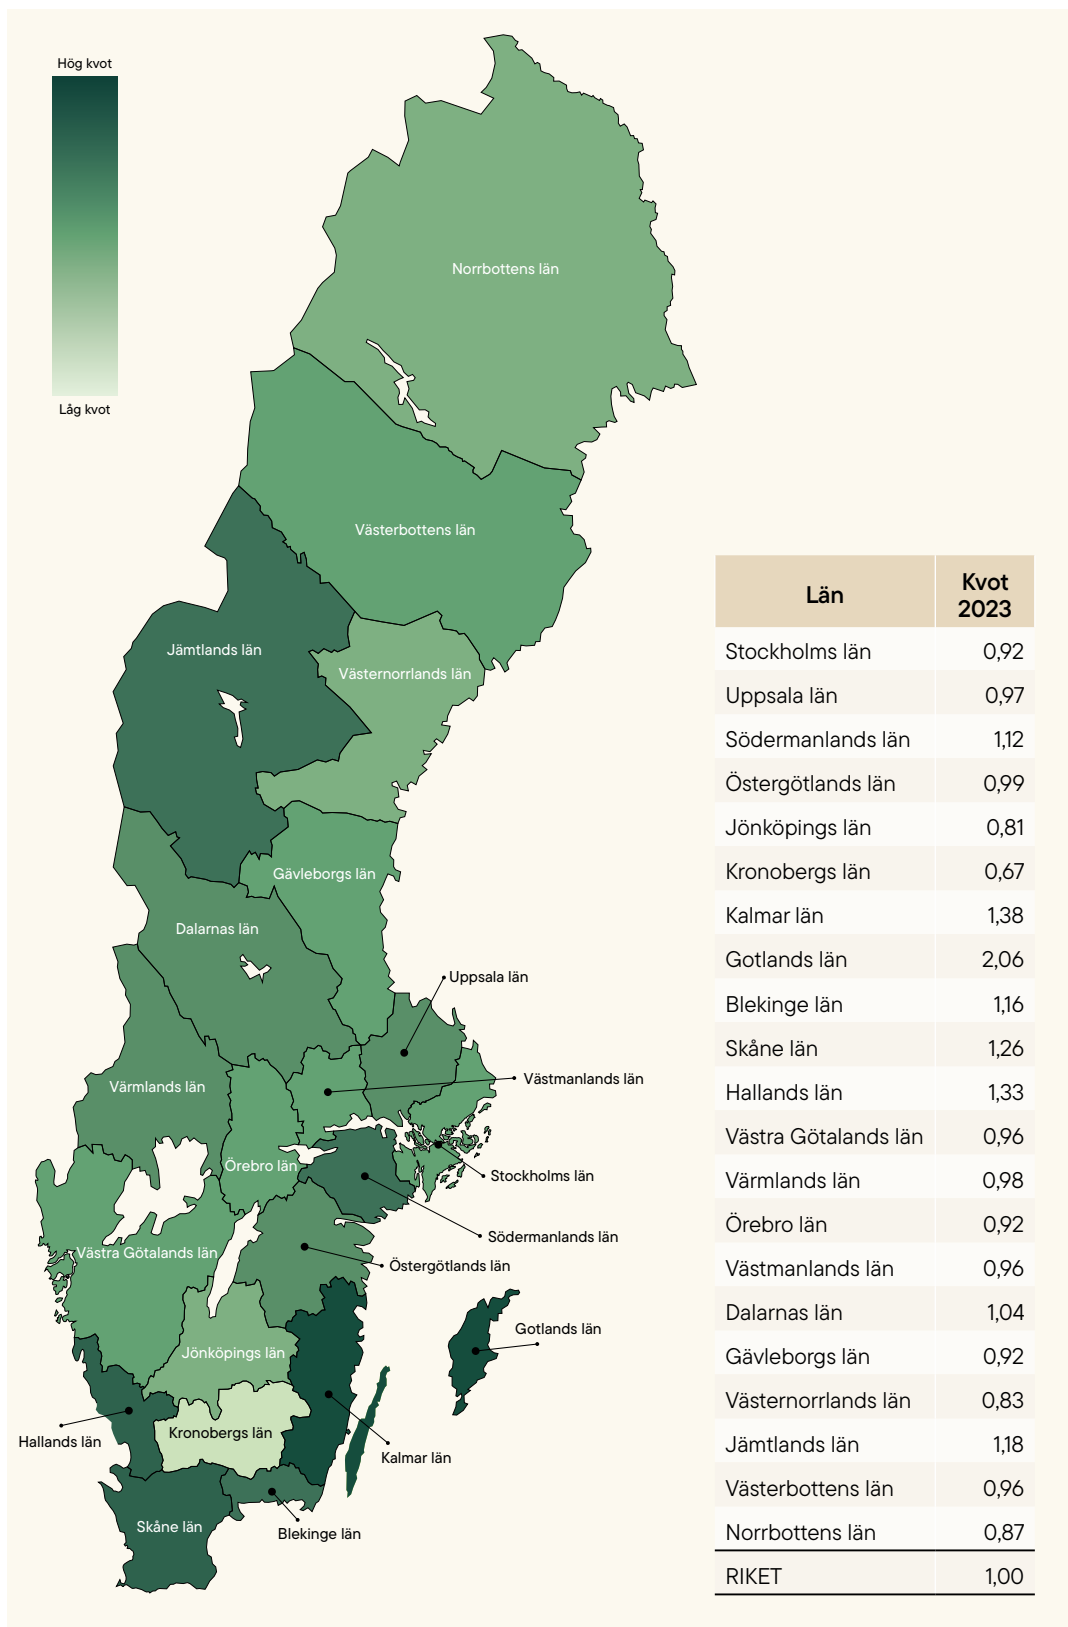 Hög kvot
Låg kvot
Norrbottens län
Västerbottens län
Jämtlands län
Västernorrlands län
Gävleborgs län
Dalarnas län
Uppsala län
Västmanlands län
Värmlands län
Örebro län
Stockholms län
Södermanlands län
Västra Götalands län
Östergötlands län
Gotlands län
Jönköpings län
Kronobergs län
Hallands län
Kalmar län
Skåne län
Blekinge län
Län Kvot
2023
Stockholms län 0,92
Uppsala län 0,97
Södermanlands län 1,12
Östergötlands län 0,99
Jönköpings län 0,81
Kronobergs län 0,67
Kalmar län 1,38
Gotlands län 2,06
Blekinge län 1,16
Skåne län 1,26
Hallands län 1,33
Västra Götalands län 0,96
Värmlands län 0,98
Örebro län 0,92
Västmanlands län 0,96
Dalarnas län 1,04
Gävleborgs län 0,92
Västernorrlands län 0,83
Jämtlands län 1,18
Västerbottens län 0,96
Norrbottens län 0,87
RIKET 1,00